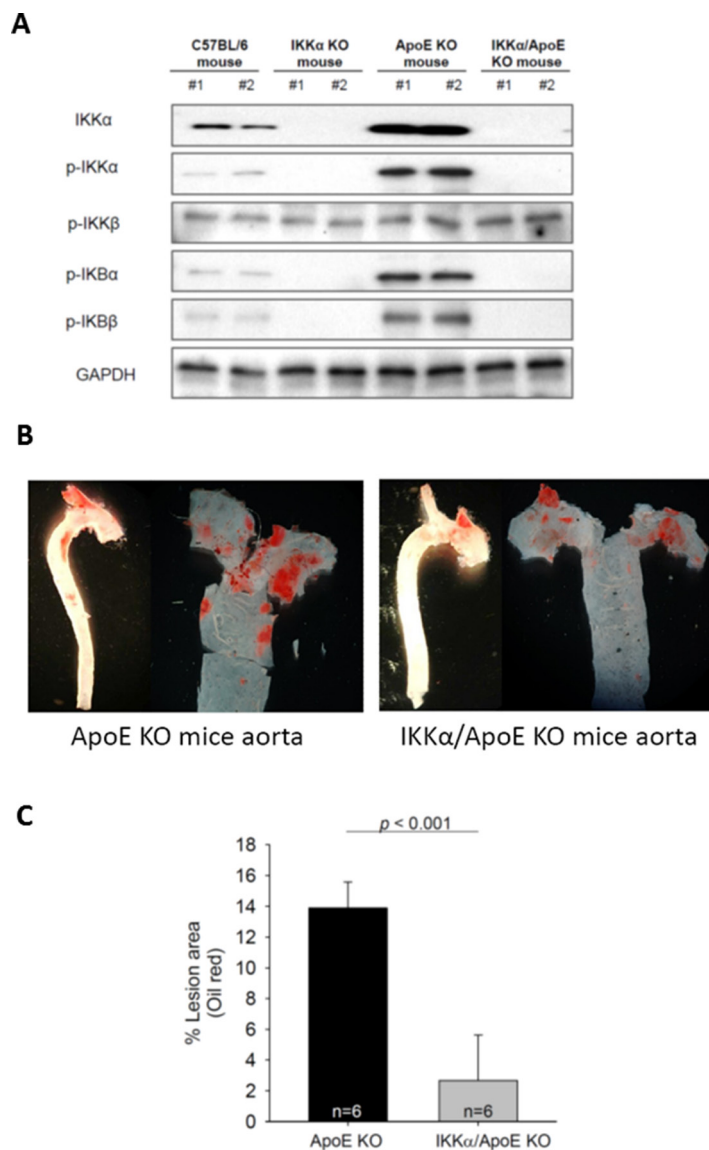 A
C57BL/6 mouse
IKKα KO mouse
ApoE KO mouse
IKKα/ApoE KO mouse
#1 #2 #1 #2 #1 #2 #1 #2
IKKα
p-IKKα
p-IKKβ
p-IKBα
p-IKBβ
GAPDH
B
ApoE KO mice aorta
IKKα/ApoE KO mice aorta
C
p < 0.001
% Lesion area
(Oil red)
18
16
14
12
10
8
6
4
2
0
n=6
n=6
ApoE KO
IKKα/ApoE KO